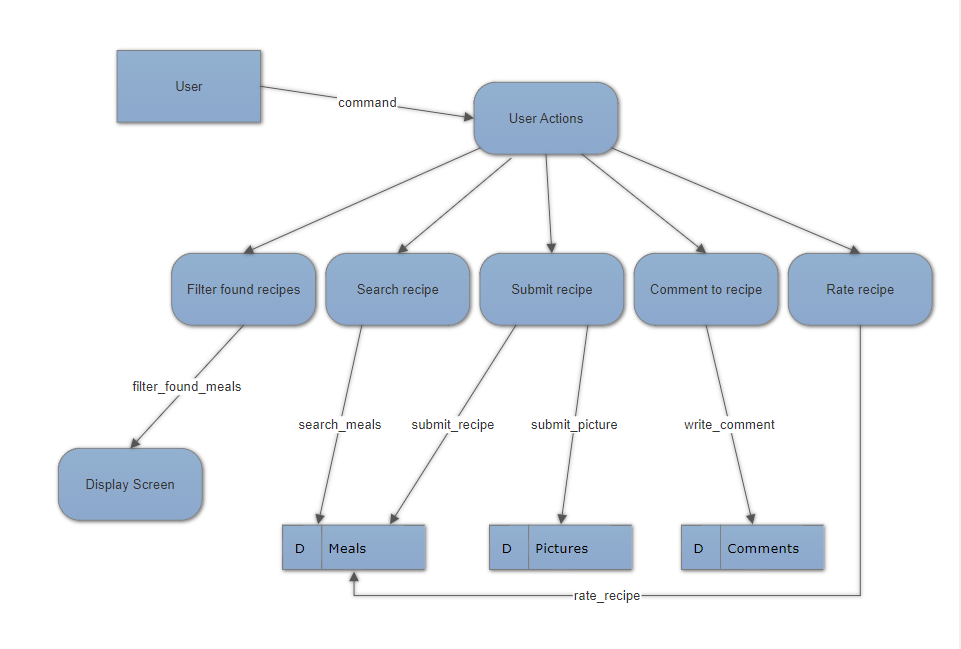 User
command
User Actions
Filter found recipes
Search recipe
Submit recipe
Comment to recipe
Rate recipe
filter_found_meals
search_meals
submit_recipe
submit_picture
write_comment
Display Screen
D Meals
D Pictures
D Comments
rate_recipe